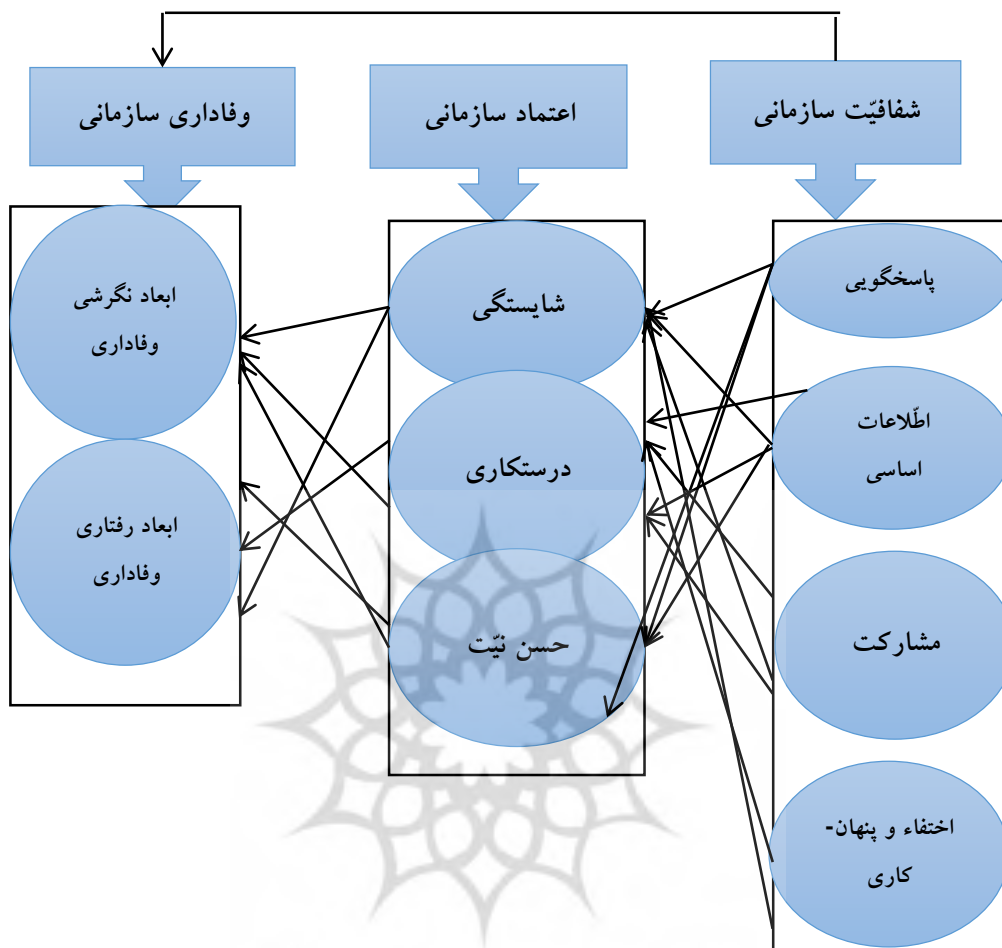 شفافیّت سازمانی
اعتماد سازمانی
وفاداری سازمانی
پاسخگویی
اطّلاعات
اساسی
مشارکت
اختفاء و پنهان-
کاری
شایستگی
درستکاری
حسن نیّت
ابعاد نگرشی
وفاداری
ابعاد رفتاری
وفاداری